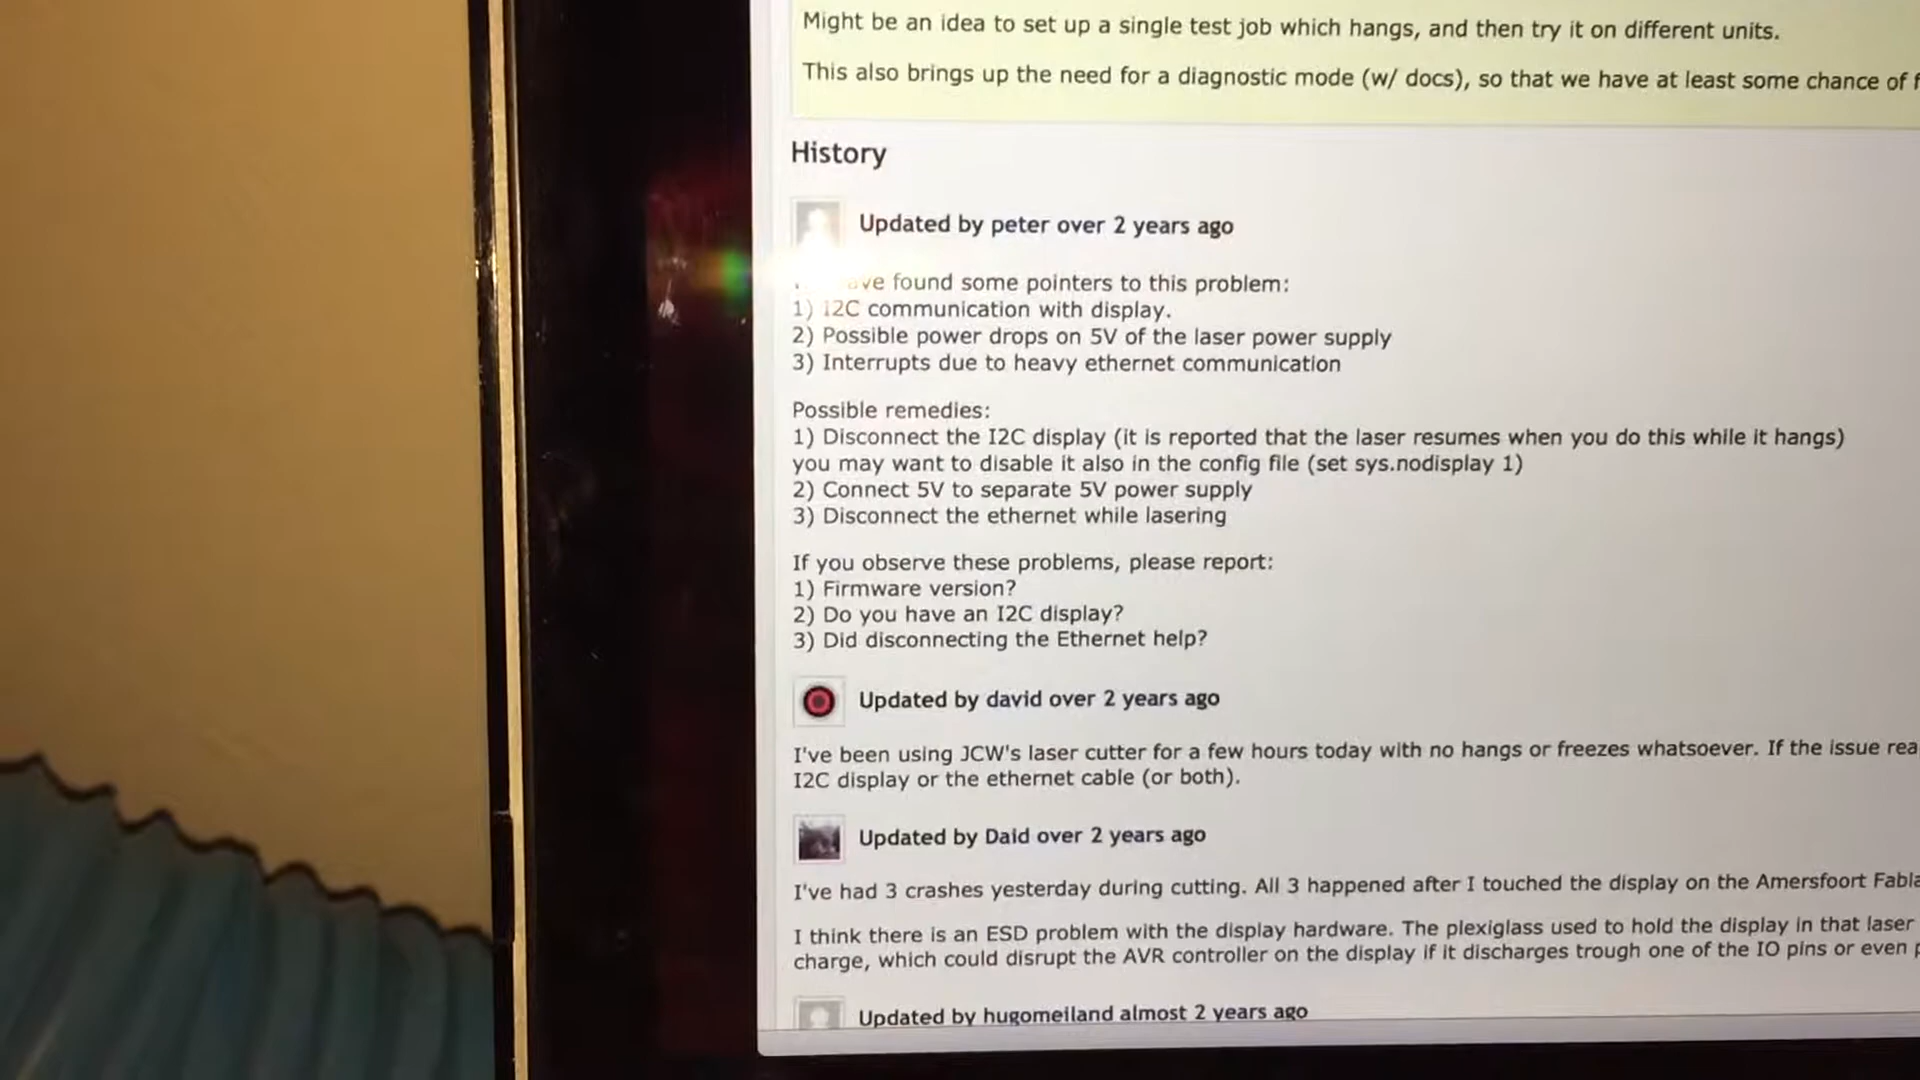 Might be an idea to set up a single test job which hangs, and then try it on different units.
This also brings up the need for a diagnostic mode (w/ docs), so that we have at least some chance of
History
Updated by peter over 2 years ago
found some pointers to this problem:
1) I2C communication with display.
2) Possible power drops on 5V of the laser power supply
3) Interrupts due to heavy ethernet communication
Possible remedies:
1) Disconnect the I2C display (it is reported that the laser resumes when you do this while it hangs)
you may want to disable it also in the config file (set sys.nodisplay 1)
2) Connect 5V to separate 5V power supply
3) Disconnect the ethernet while lasering
If you observe these problems, please report:
1) Firmware version?
2) Do you have an I2C display?
3) Did disconnecting the Ethernet help?
Updated by david over 2 years ago
I've been using JCW's laser cutter for a few hours today with no hangs or freezes whatsoever. If the issue
I2C display or the ethernet cable (or both).
Updated by Daid over 2 years ago
I've had 3 crashes yesterday during cutting. All 3 happened after I touched the display on the Amersfoort
I think there is an ESD problem with the display hardware. The plexiglass used to hold the display in that laser
charge, which could disrupt the AVR controller on the display if it discharges trough one of the IO pins or even
Updated by hugomeiland almost 2 years ago